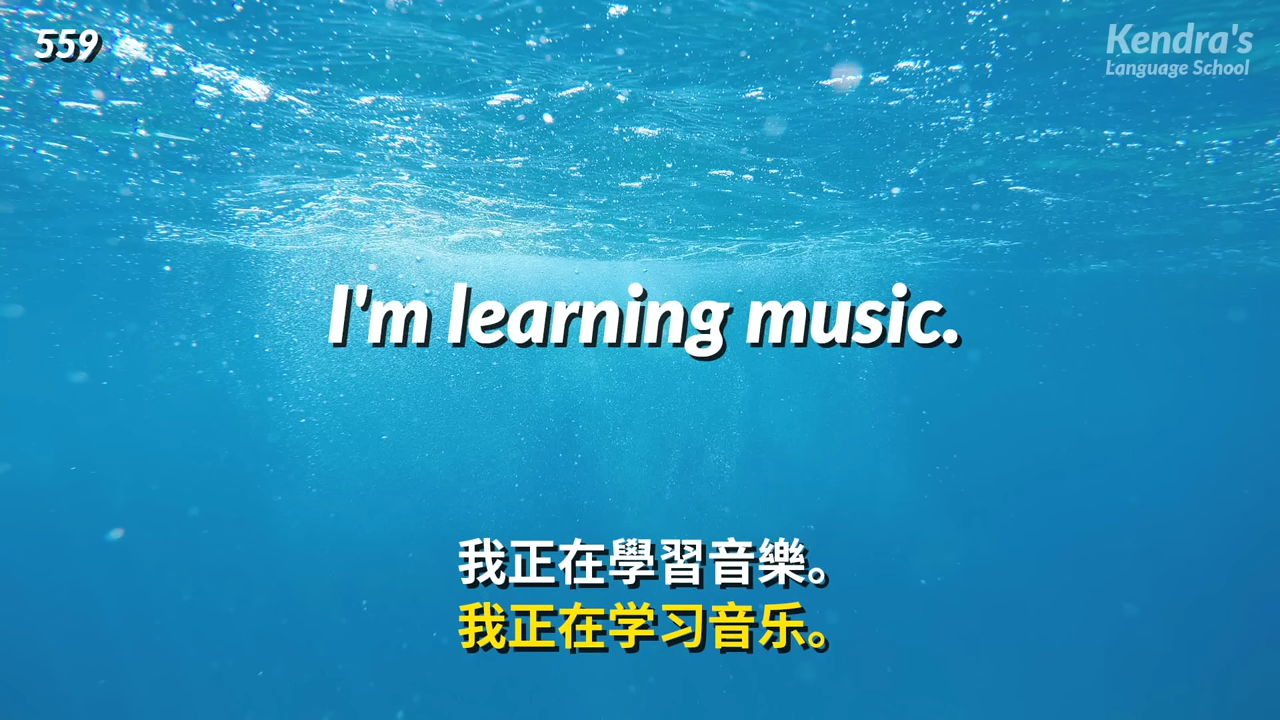 559
Kendra's
Language School
I'm learning music.
我正在學習音樂。
我正在学习音乐。